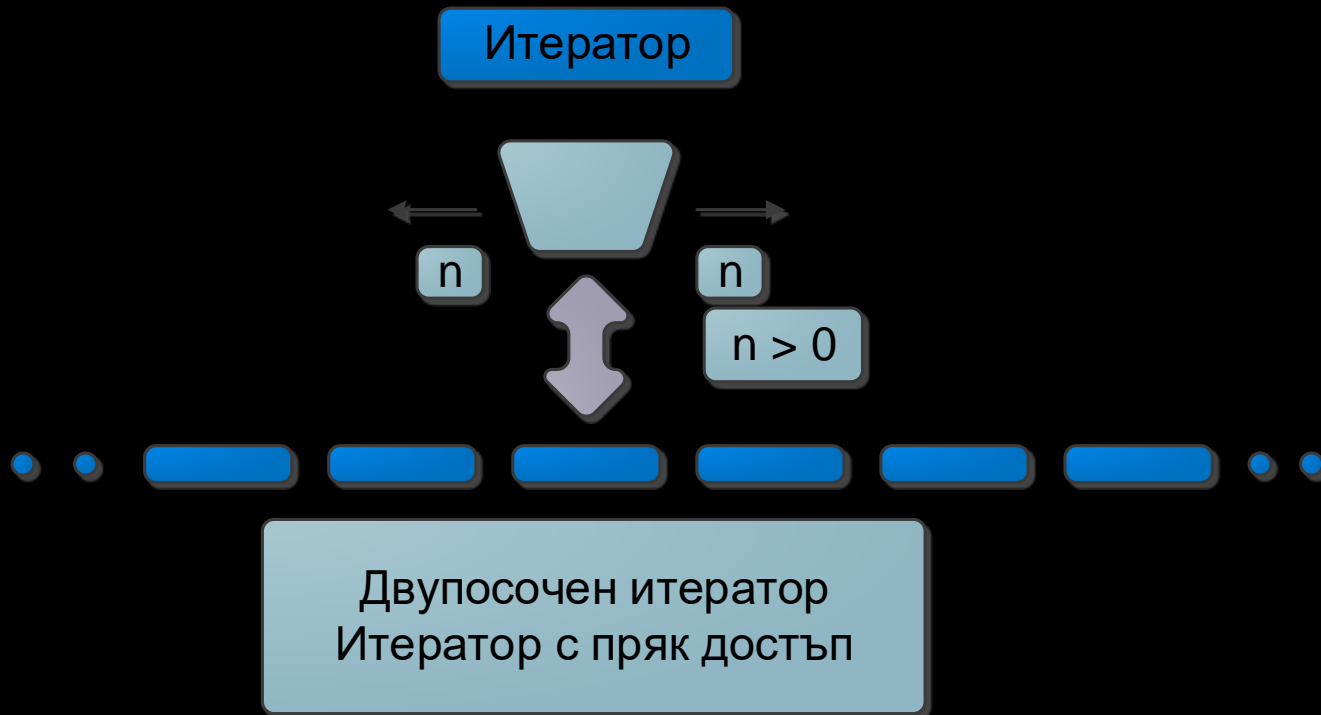 Итератор
n
n
n > 0
Двупосочен итератор
Итератор с пряк достъп